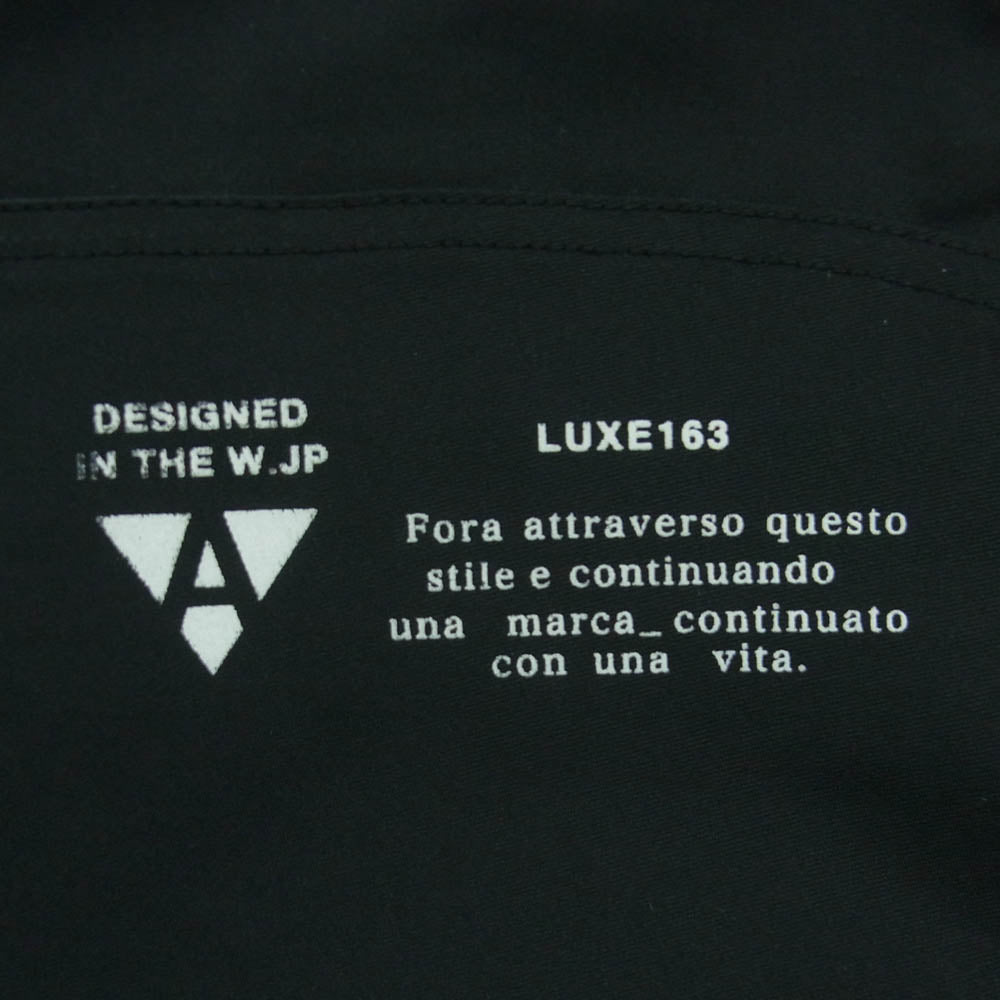 DESIGNED
IN THE W.JP
A
LUXE163
Fora attraverso questo
stile e continuando
una marca_ continuato
con una vita.